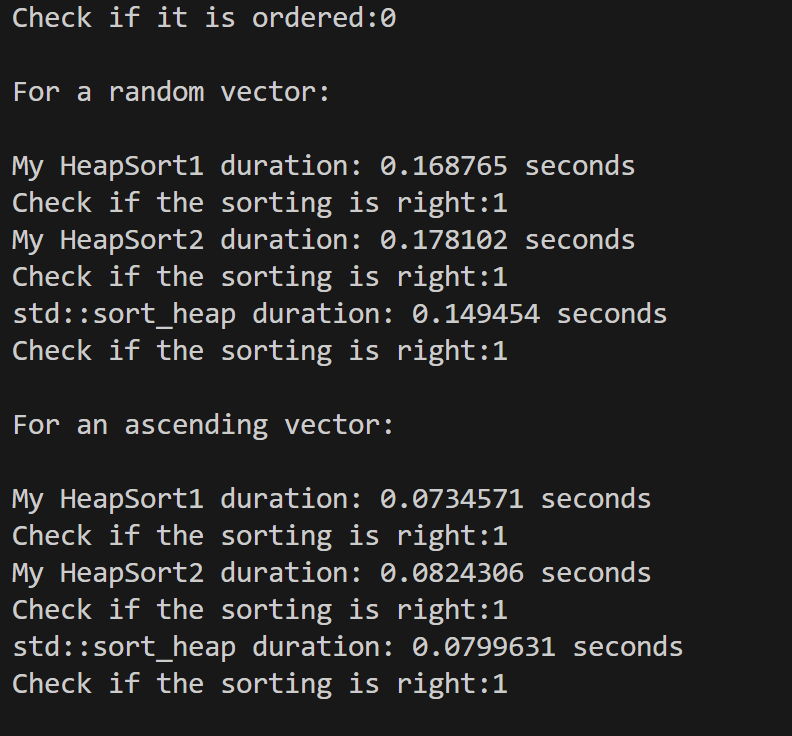 Check if it is ordered:0
For a random vector:
My HeapSort1 duration: 0.168765 seconds
Check if the sorting is right:1
My HeapSort2 duration: 0.178102 seconds
Check if the sorting is right:1
std::sort_heap duration: 0.149454 seconds
Check if the sorting is right:1
For an ascending vector:
My HeapSort1 duration: 0.0734571 seconds
Check if the sorting is right:1
My HeapSort2 duration: 0.0824306 seconds
Check if the sorting is right:1
std::sort_heap duration: 0.0799631 seconds
Check if the sorting is right:1